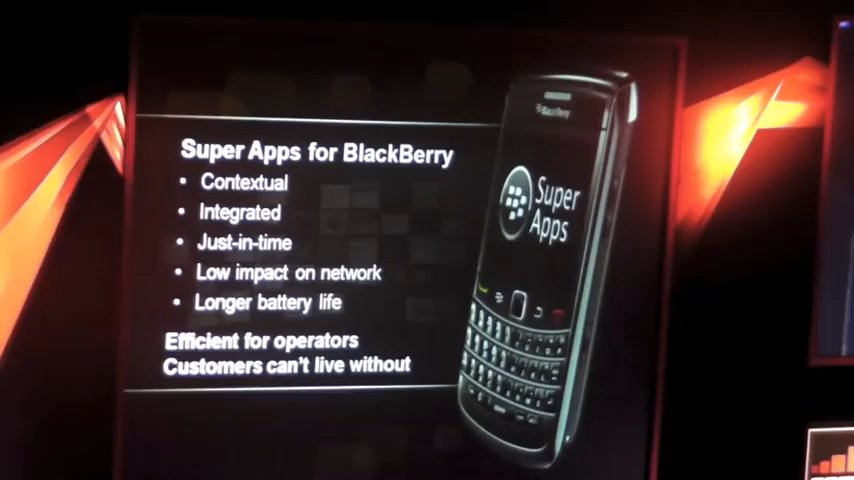 Super Apps for BlackBerry
• Contextual
• Integrated
• Just-in-time
• Low impact on network
• Longer battery life
Efficient for operators
Customers can't live without
BlackBerry
Super
Apps